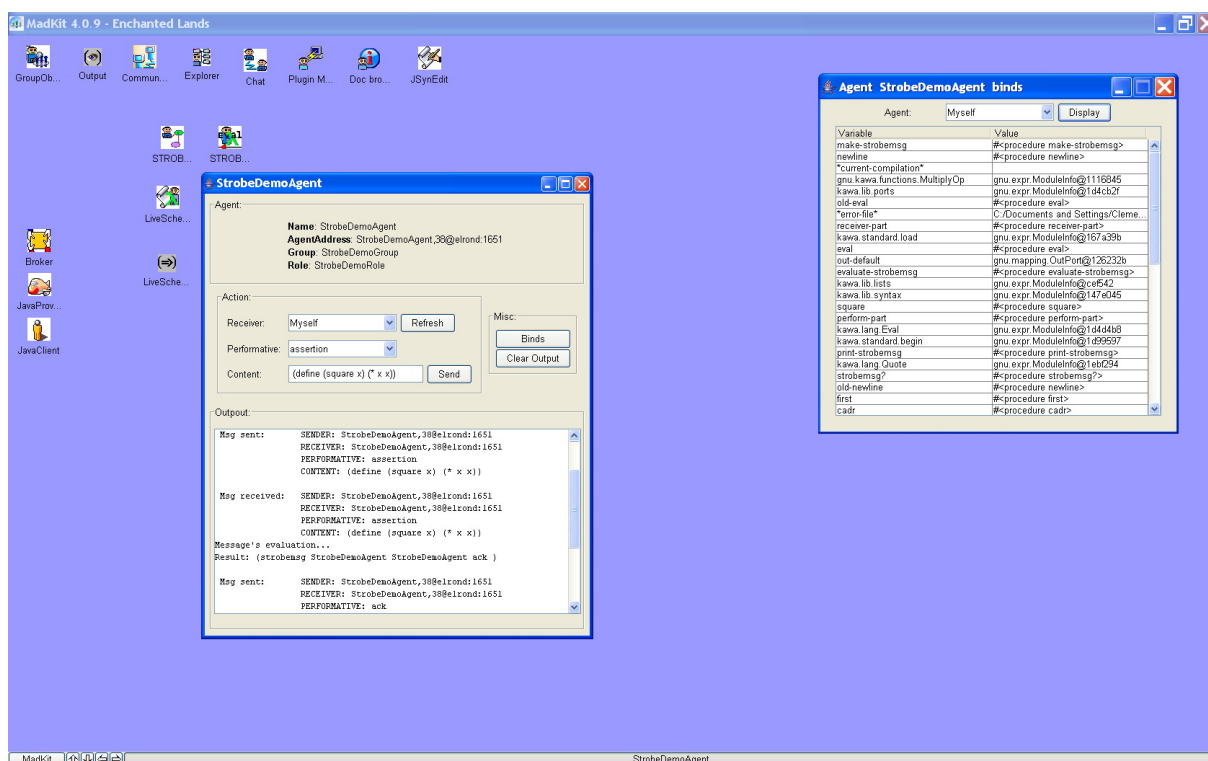 MadKit 4.0.9 - Enchanted Lands
GroupOb... Output Commun... Explorer Chat Plugin M... Doc bro... JSynEdit
STROB... STROB...
LiveSche...
Broker
LiveSche...
JavaProv...
JavaClient
StrobeDemoAgent
Agent:
Name: StrobeDemoAgent
AgentAddress: StrobeDemoAgent,38@elrond:1651
Group: StrobeDemoGroup
Role: StrobeDemoRole
Action:
Receiver: Myself Refresh
Performative: assertion
Content: (define (square x) (* x x)) Send
Misc:
Binds
Clear Output
Outpout:
Msg sent: SENDER: StrobeDemoAgent,38@elrond:1651
RECEIVER: StrobeDemoAgent,38@elrond:1651
PERFORMATIVE: assertion
CONTENT: (define (square x) (* x x))
Msg received: SENDER: StrobeDemoAgent,38@elrond:1651
RECEIVER: StrobeDemoAgent,38@elrond:1651
PERFORMATIVE: assertion
CONTENT: (define (square x) (* x x))
Message's evaluation...
Result: (strobemsg StrobeDemoAgent StrobeDemoAgent ack )
Msg sent: SENDER: StrobeDemoAgent,38@elrond:1651
RECEIVER: StrobeDemoAgent,38@elrond:1651
PERFORMATIVE: ack
Agent StrobeDemoAgent binds
Agent: Myself Display
Variable Value
make-strobemsg #<procedure make-strobemsg>
newline #<procedure newline>
*current-compilation*
gnu.kawa.functions.MultiplyOp gnu.expr.ModuleInfo@1116845
kawa.lib.ports gnu.expr.ModuleInfo@1d4cb2f
old-eval #<procedure eval>
*error-file* C:/Documents and Settings/Cleme...
receiver-part #<procedure receiver-part>
kawa.standard.load gnu.expr.ModuleInfo@167a39b
eval #<procedure eval>
out-default gnu.mapping.OutPort@126232b
evaluate-strobemsg #<procedure evaluate-strobemsg>
kawa.lib.lists gnu.expr.ModuleInfo@cef542
kawa.lib.syntax gnu.expr.ModuleInfo@147e045
square #<procedure square>
perform-part #<procedure perform-part>
kawa.lang.Eval gnu.expr.ModuleInfo@1d4d4b8
kawa.standard.begin gnu.expr.ModuleInfo@1d99597
print-strobemsg #<procedure print-strobemsg>
kawa.lang.Quote gnu.expr.ModuleInfo@1ebf294
strobemsg? #<procedure strobemsg?>
old-newline #<procedure newline>
first #<procedure first>
cadr #<procedure cadr>
MadKit StrobeDemoAgent